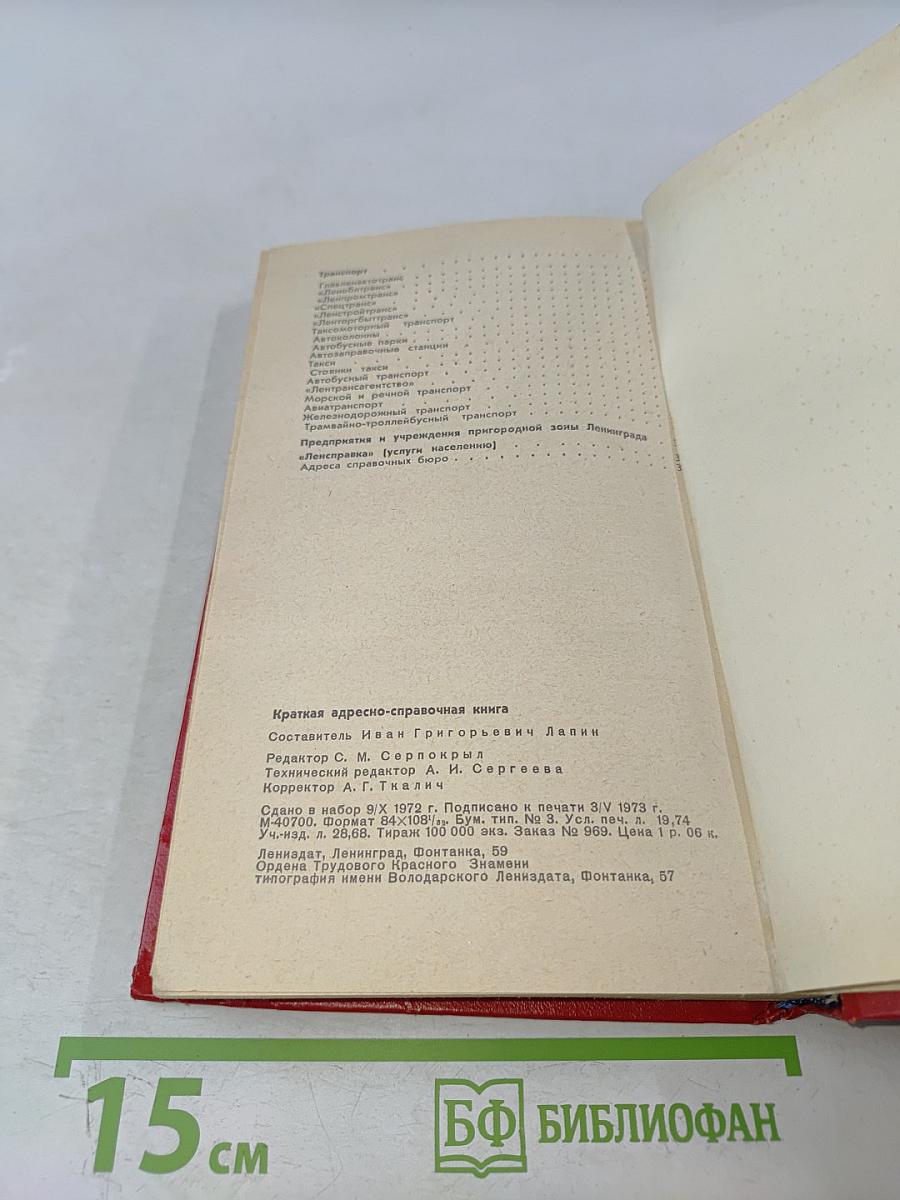 Транспорт
Главленавтотранс
«Леноблтранс»
«Ленпромтранс»
«Спецтранс»
«Ленстройтранс»
«Ленторгбыттранс»
Таксомоторный транспорт
Автоколонны
Автобусные парки
Автозаправочные станции
Такси
Стоянки такси
Автобусный транспорт
«Лентрансагентство»
Морской и речной транспорт
Авиатранспорт
Железнодорожный транспорт
Трамвайно-троллейбусный транспорт
Предприятия и учреждения пригородной зоны Ленинграда
«Ленсправка» (услуги населению) 3
Адреса справочных бюро 3
Краткая адресно-справочная книга
Составитель Иван Григорьевич Лапин
Редактор С. М. Серпокрыл
Технический редактор А. И. Сергеева
Корректор А. Г. Ткалич
Сдано в набор 9/X 1972 г. Подписано к печати 3/V 1973 г.
М-40700. Формат 84×108¹/₃₂. Бум. тип. № 3. Усл. печ. л. 19,74
Уч.-изд. л. 28,68. Тираж 100 000 экз. Заказ № 969. Цена 1 р. 06 к.
Лениздат, Ленинград, Фонтанка, 59
Ордена Трудового Красного Знамени
типография имени Володарского Лениздата, Фонтанка, 57
15 см
БФ БИБЛИОФАН